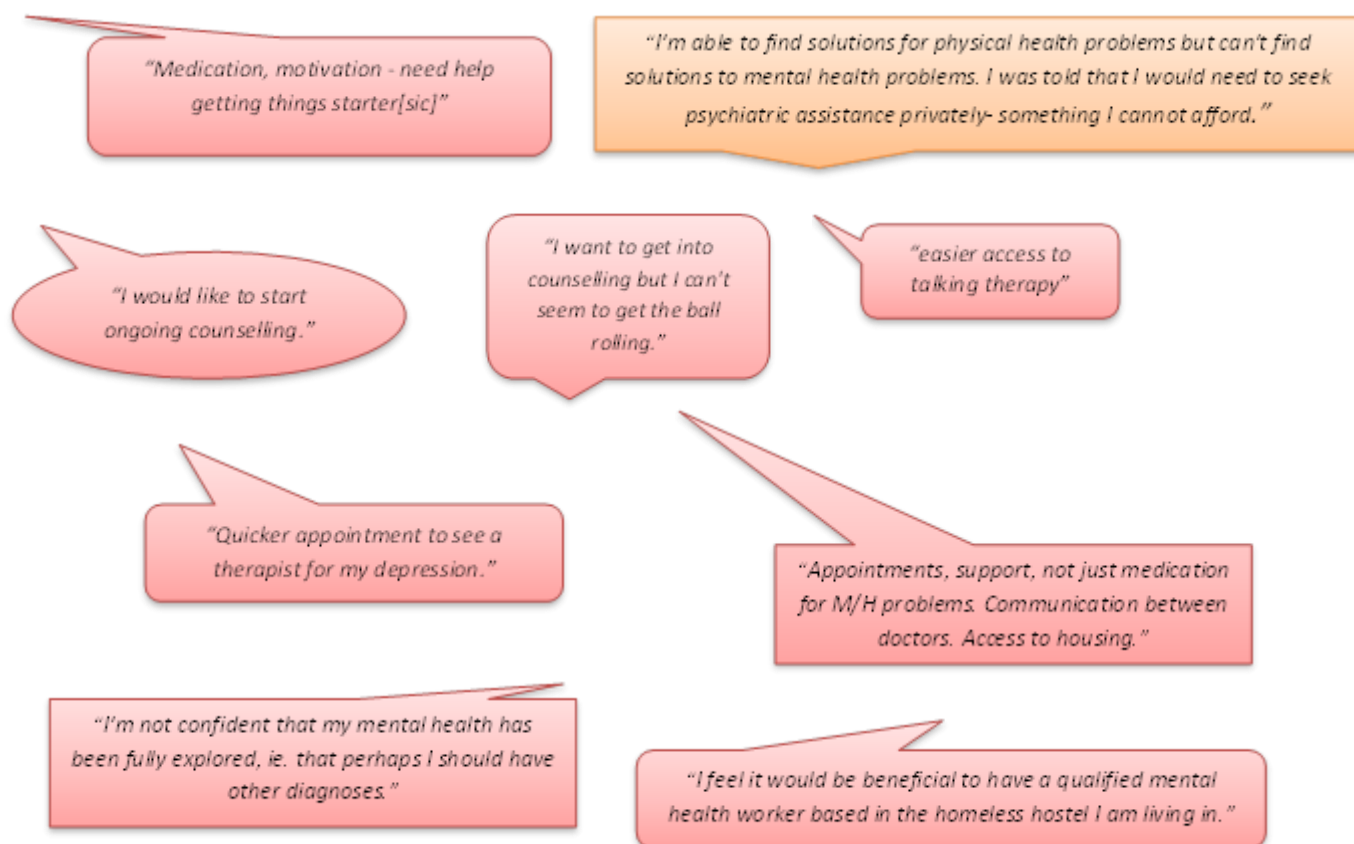 “Medication, motivation - need help
getting things starter[sic]”
“I’m able to find solutions for physical health problems but can’t find
solutions to mental health problems. I was told that I would need to seek
psychiatric assistance privately- something I cannot afford.”
“I would like to start
ongoing counselling.”
“I want to get into
counselling but I can’t
seem to get the ball
rolling.”
“easier access to
talking therapy”
“Quicker appointment to see a
therapist for my depression.”
“Appointments, support, not just medication
for M/H problems. Communication between
doctors. Access to housing.”
“I’m not confident that my mental health has
been fully explored, ie. that perhaps I should have
other diagnoses.”
“I feel it would be beneficial to have a qualified mental
health worker based in the homeless hostel I am living in.”